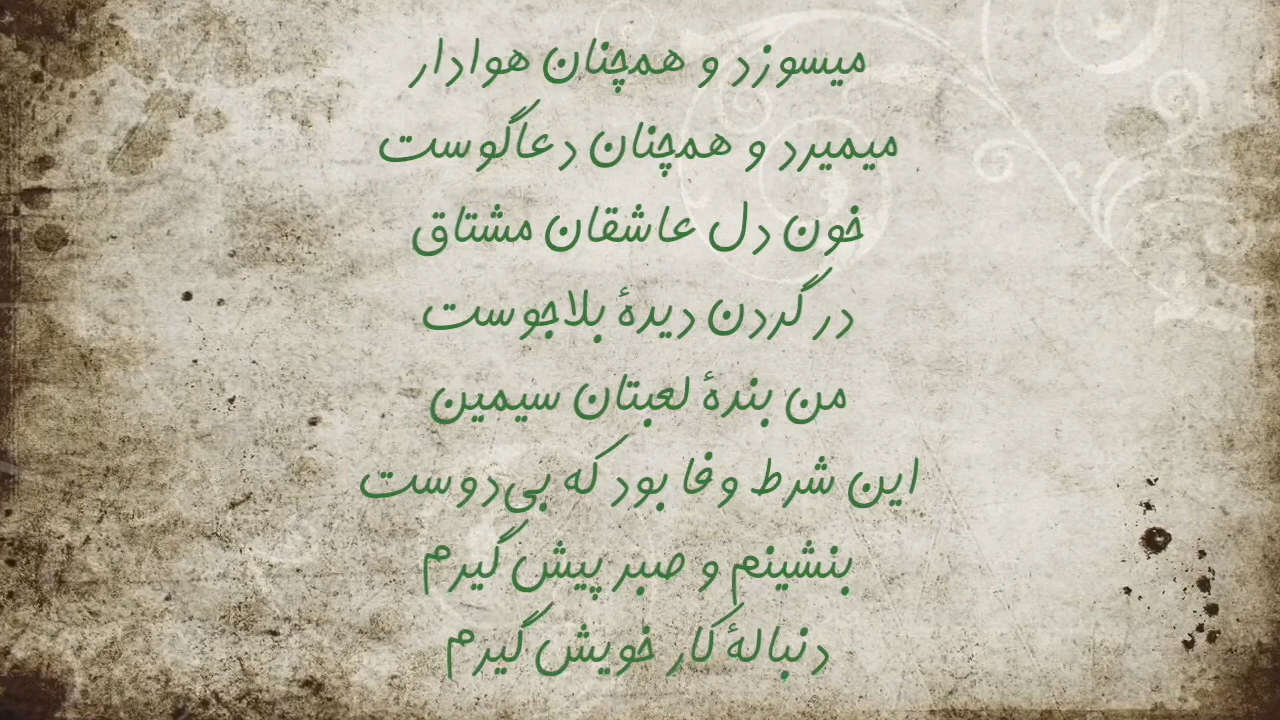 میسوزد و همچنان هوادار
میمیرد و همچنان دعاگوست
خون دل عاشقان مشتاق
در گردن دیدهٔ بلاجوست
من بندهٔ لعبتان سیمین
این شرط وفا بود که بی‌دوست
بنشینم و صبر پیش گیرم
دنبالهٔ کار خویش گیرم